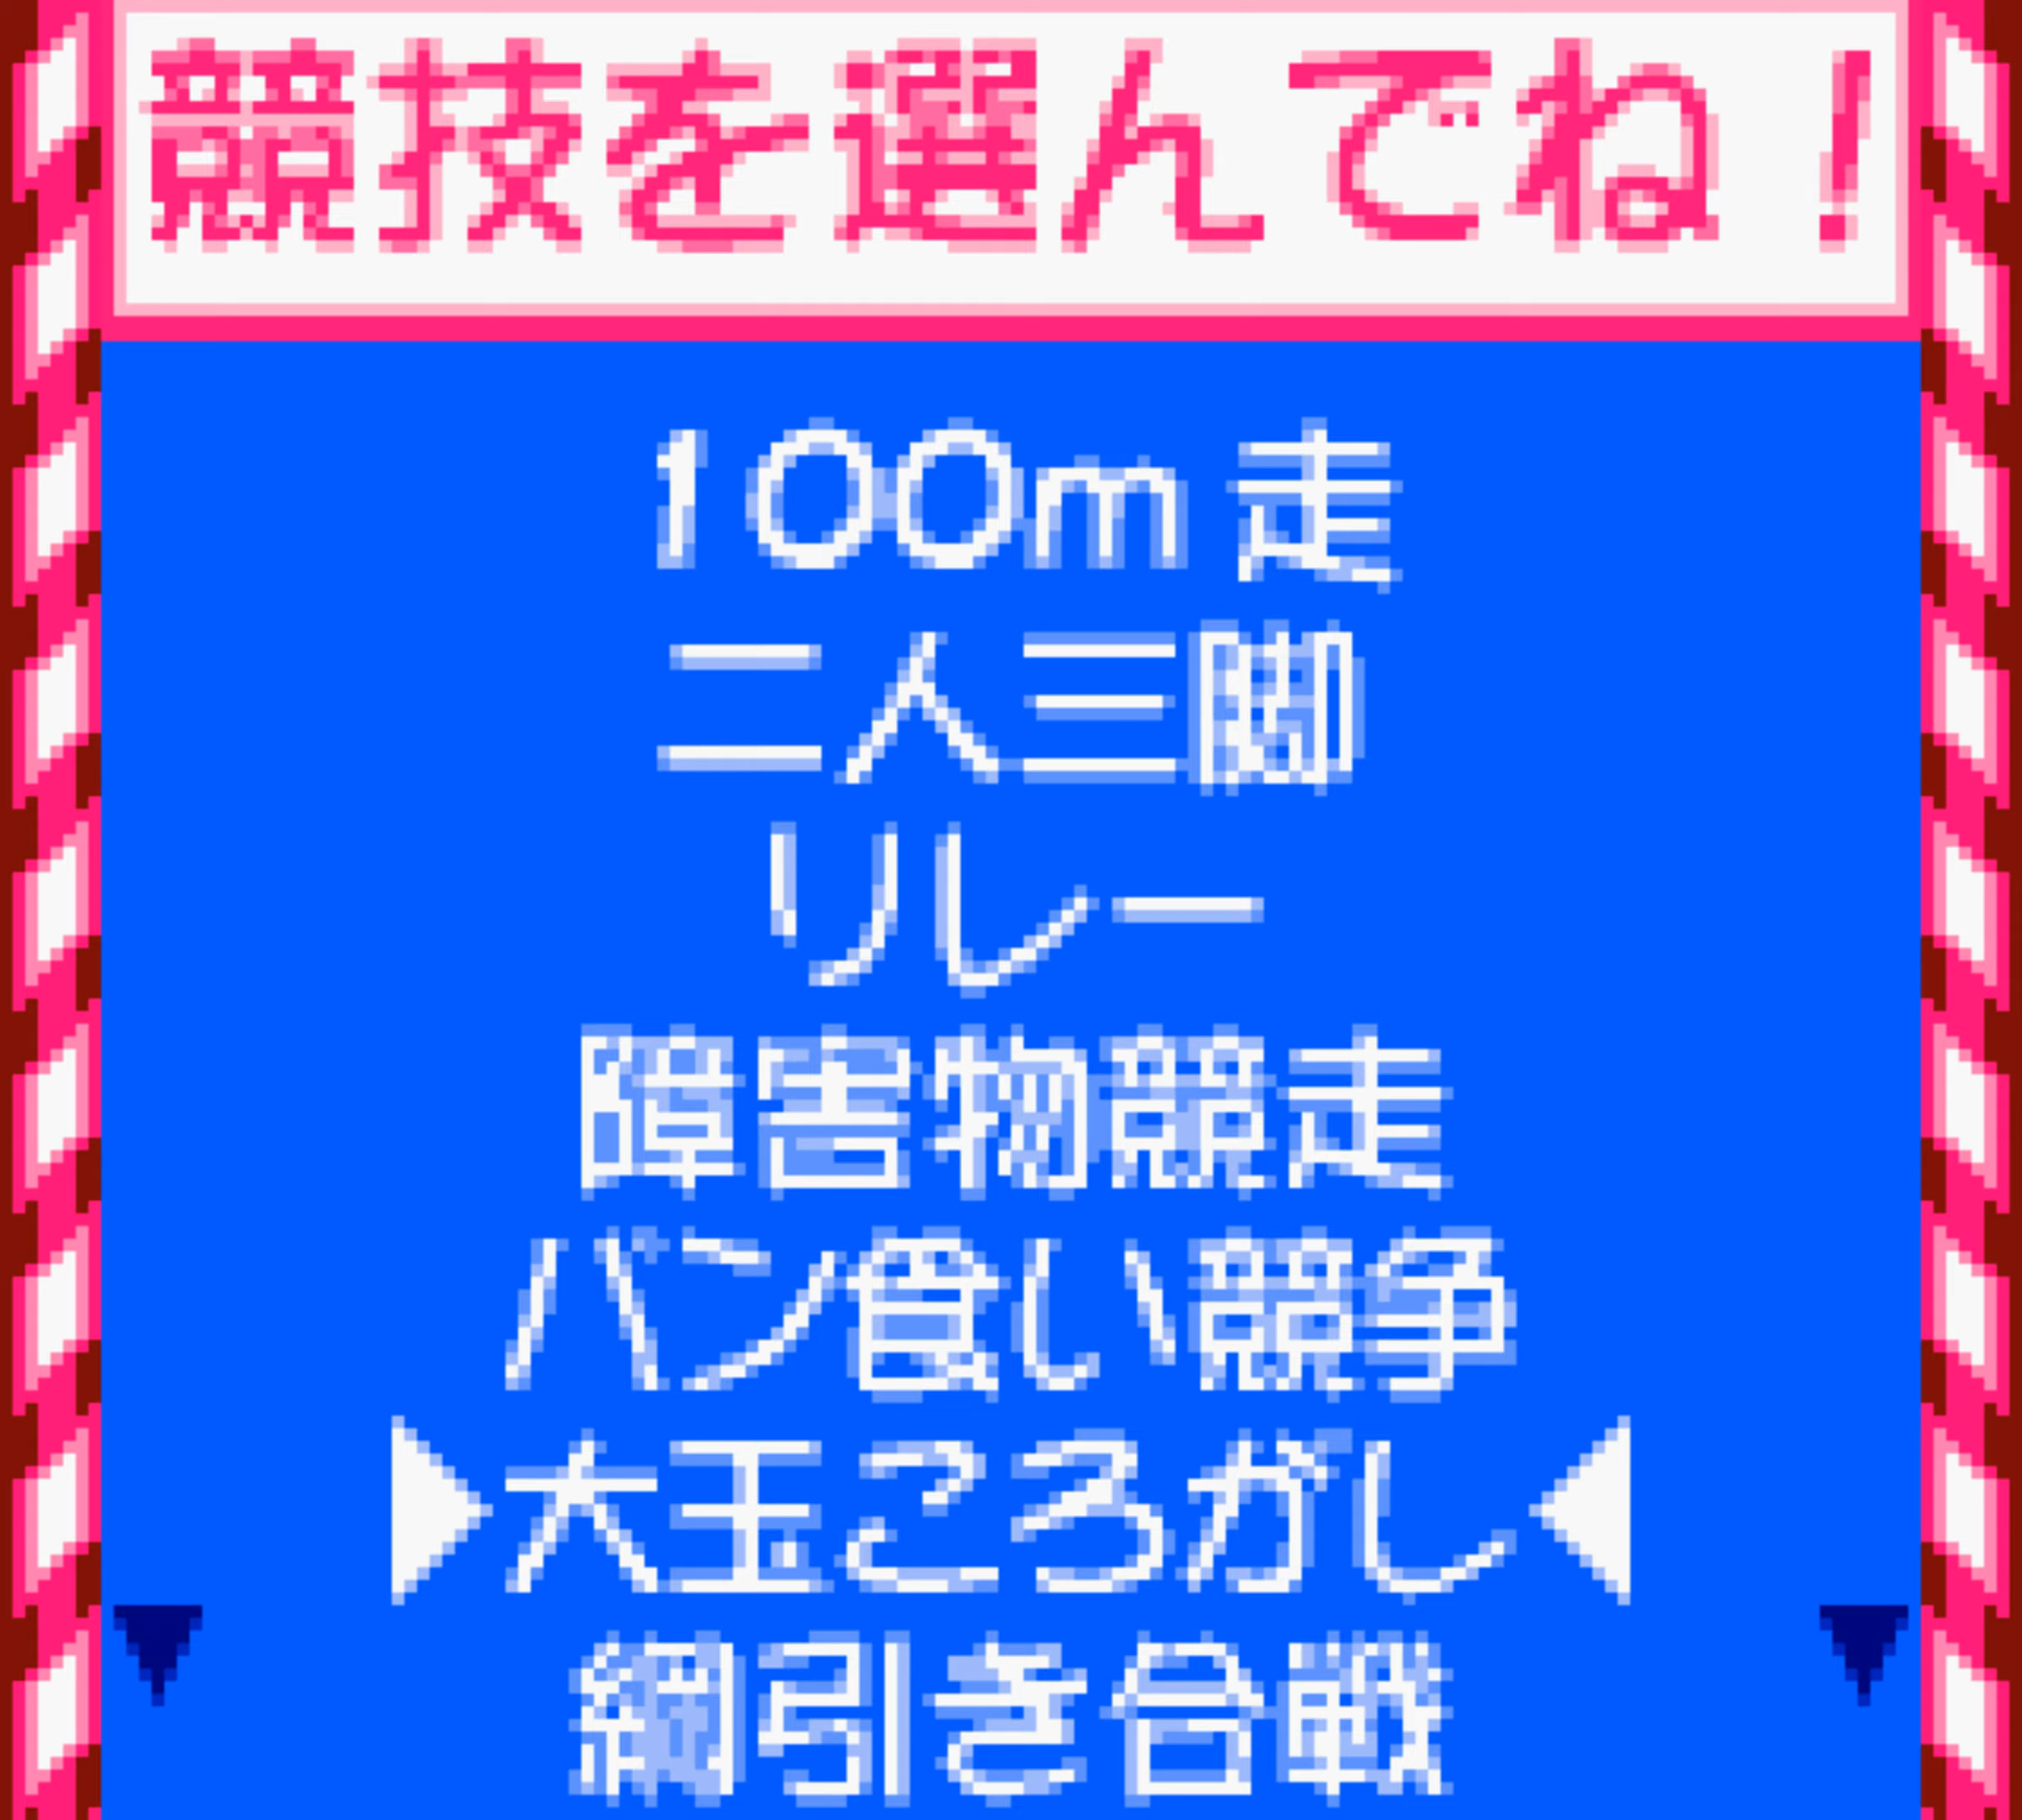 競技を選んでね！
100m走
二人三脚
リレー
障害物競走
パン食い競争
大玉ころがし
綱引き合戦